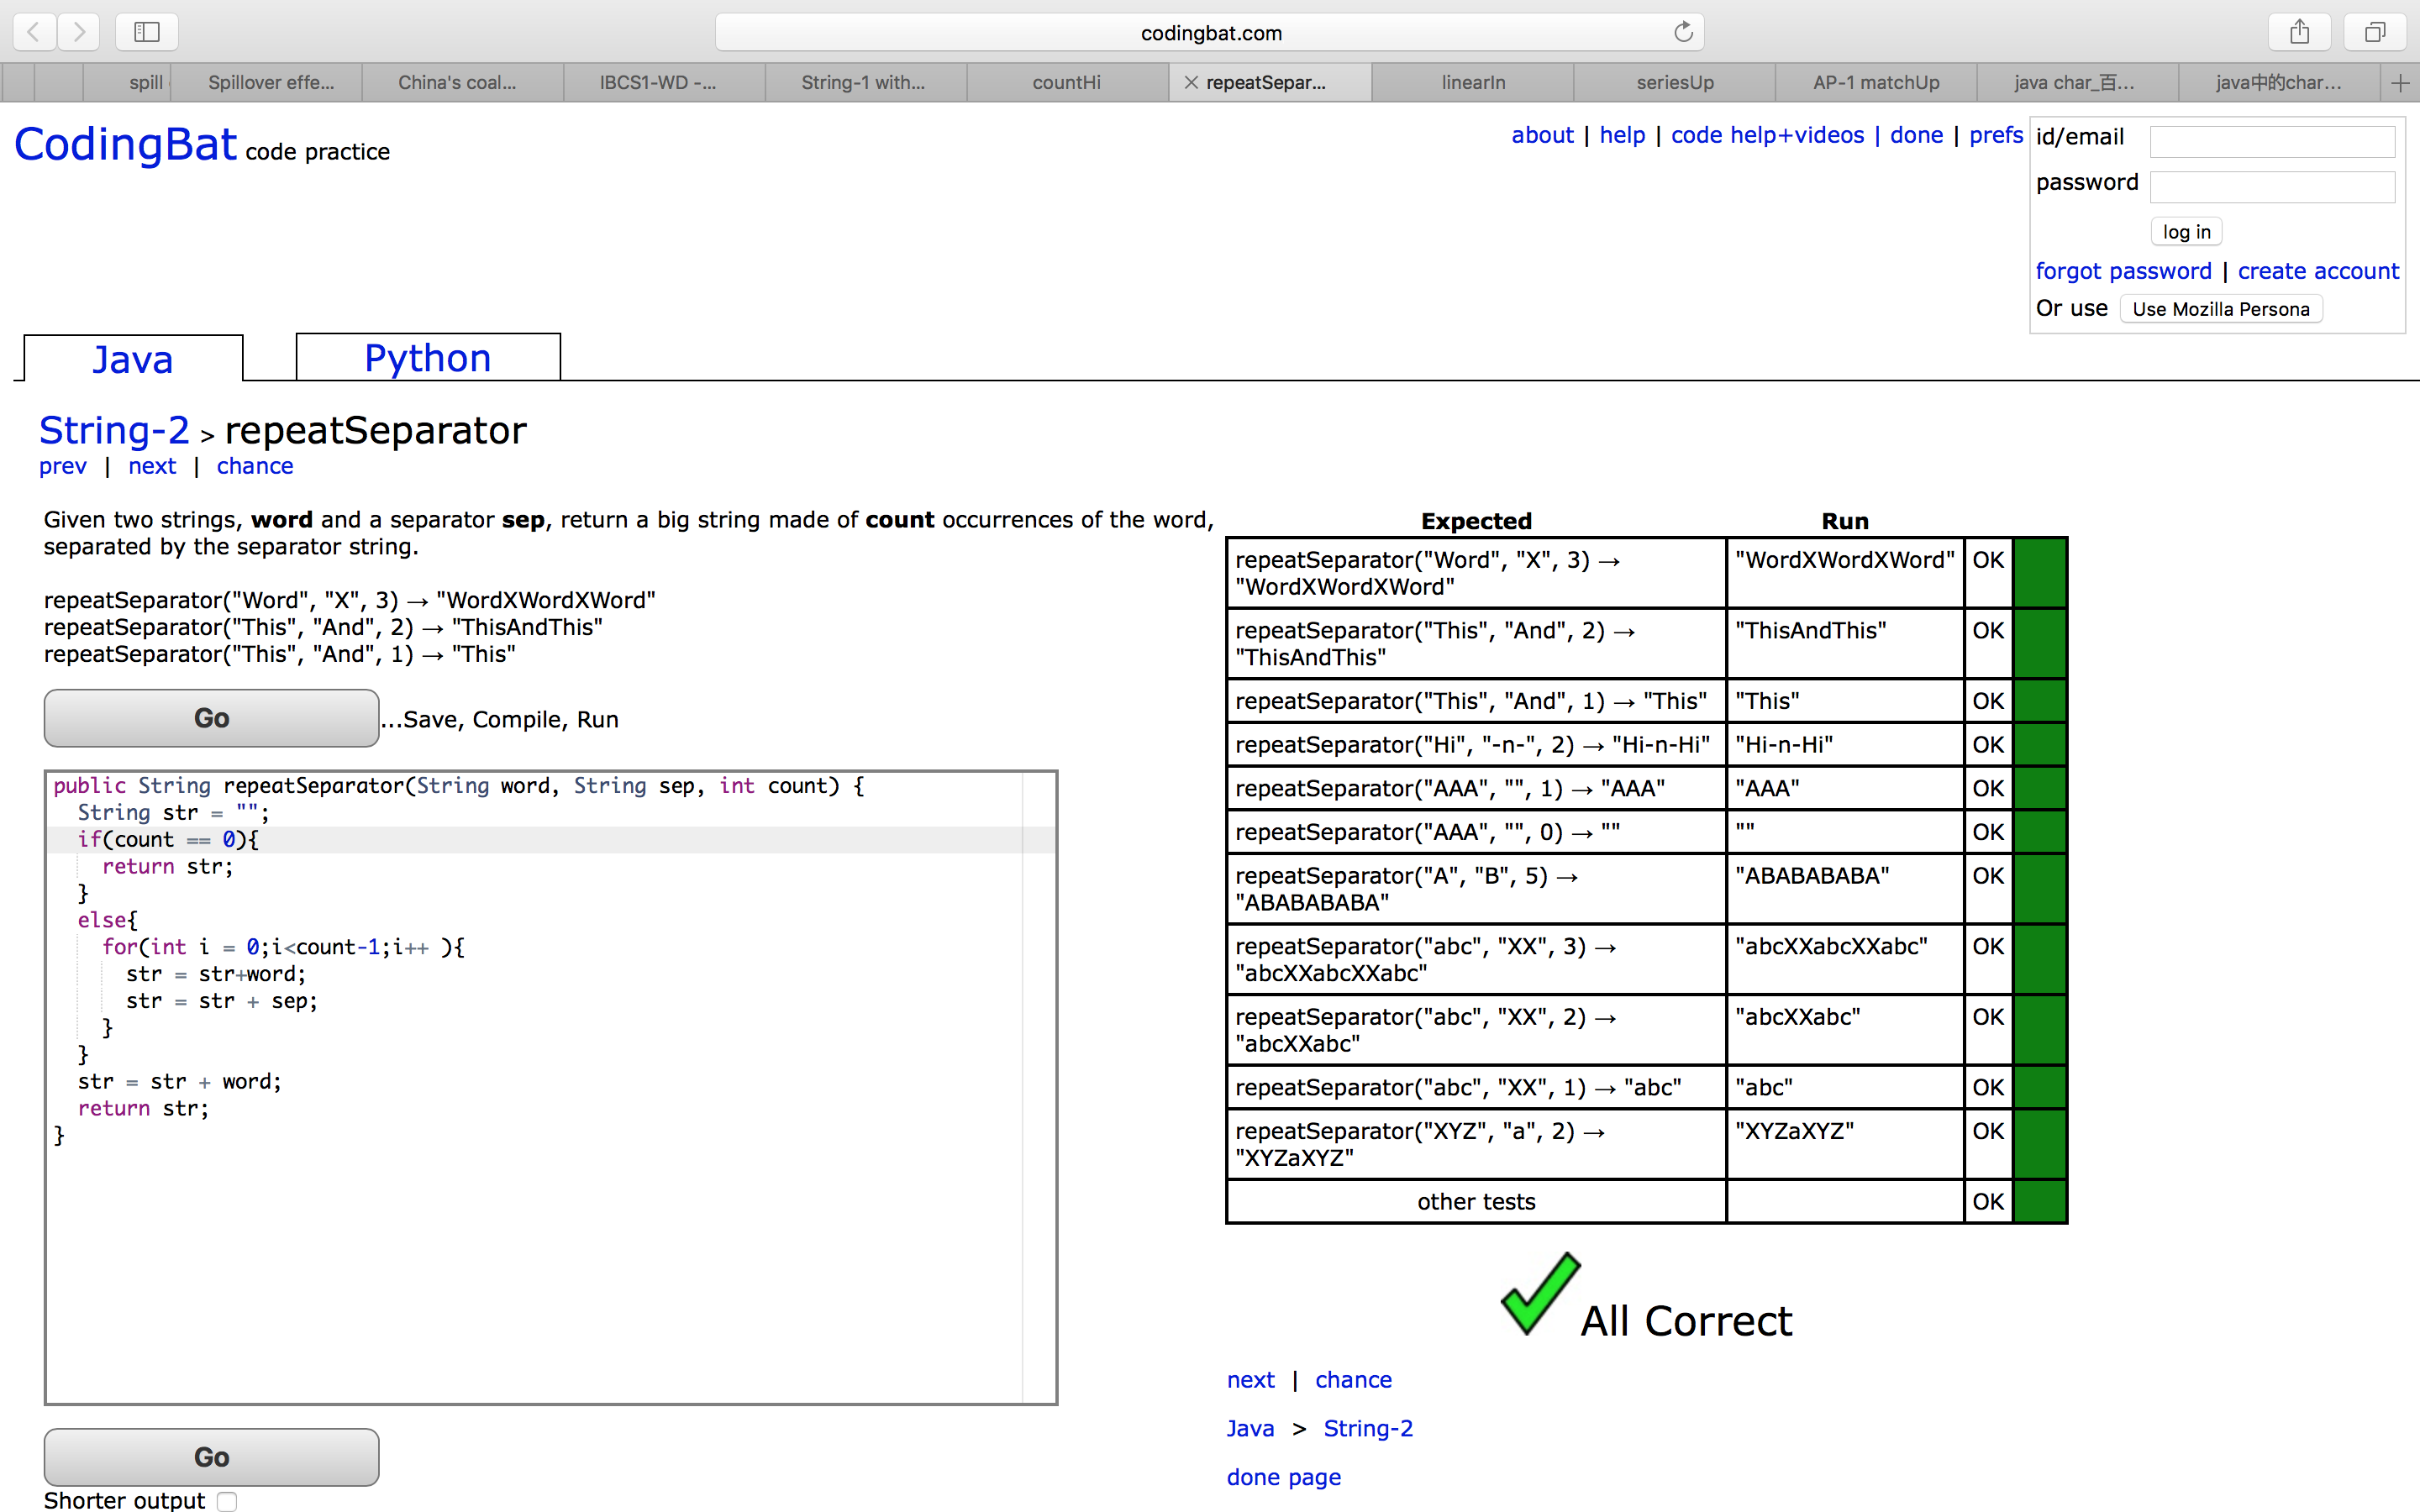 codingbat.com
spill
Spillover effe...
China's coal...
IBCS1-WD -...
String-1 with...
countHi
repeatSepar...
linearIn
seriesUp
AP-1 matchUp
java char_百...
java中的char...
CodingBat code practice
about | help | code help+videos | done | prefs
id/email
password
log in
forgot password | create account
Or use Use Mozilla Persona
Java
Python
String-2 > repeatSeparator
prev | next | chance
Given two strings, word and a separator sep, return a big string made of count occurrences of the word,
separated by the separator string.
repeatSeparator("Word", "X", 3) → "WordXWordXWord"
repeatSeparator("This", "And", 2) → "ThisAndThis"
repeatSeparator("This", "And", 1) → "This"
Go ...Save, Compile, Run
public String repeatSeparator(String word, String sep, int count) {
String str = "";
if(count == 0){
return str;
}
else{
for(int i = 0;i<count-1;i++ ){
str = str+word;
str = str + sep;
}
}
str = str + word;
return str;
}
Go
Shorter output
Expected Run
repeatSeparator("Word", "X", 3) → "WordXWordXWord" OK
"WordXWordXWord"
repeatSeparator("This", "And", 2) → "ThisAndThis" OK
"ThisAndThis"
repeatSeparator("This", "And", 1) → "This" "This" OK
repeatSeparator("Hi", "-n-", 2) → "Hi-n-Hi" "Hi-n-Hi" OK
repeatSeparator("AAA", "", 1) → "AAA" "AAA" OK
repeatSeparator("AAA", "", 0) → "" "" OK
repeatSeparator("A", "B", 5) → "ABABABABA" OK
"ABABABABA"
repeatSeparator("abc", "XX", 3) → "abcXXabcXXabc" OK
"abcXXabcXXabc"
repeatSeparator("abc", "XX", 2) → "abcXXabc" OK
"abcXXabc"
repeatSeparator("abc", "XX", 1) → "abc" "abc" OK
repeatSeparator("XYZ", "a", 2) → "XYZaXYZ" OK
"XYZaXYZ"
other tests OK
All Correct
next | chance
Java > String-2
done page